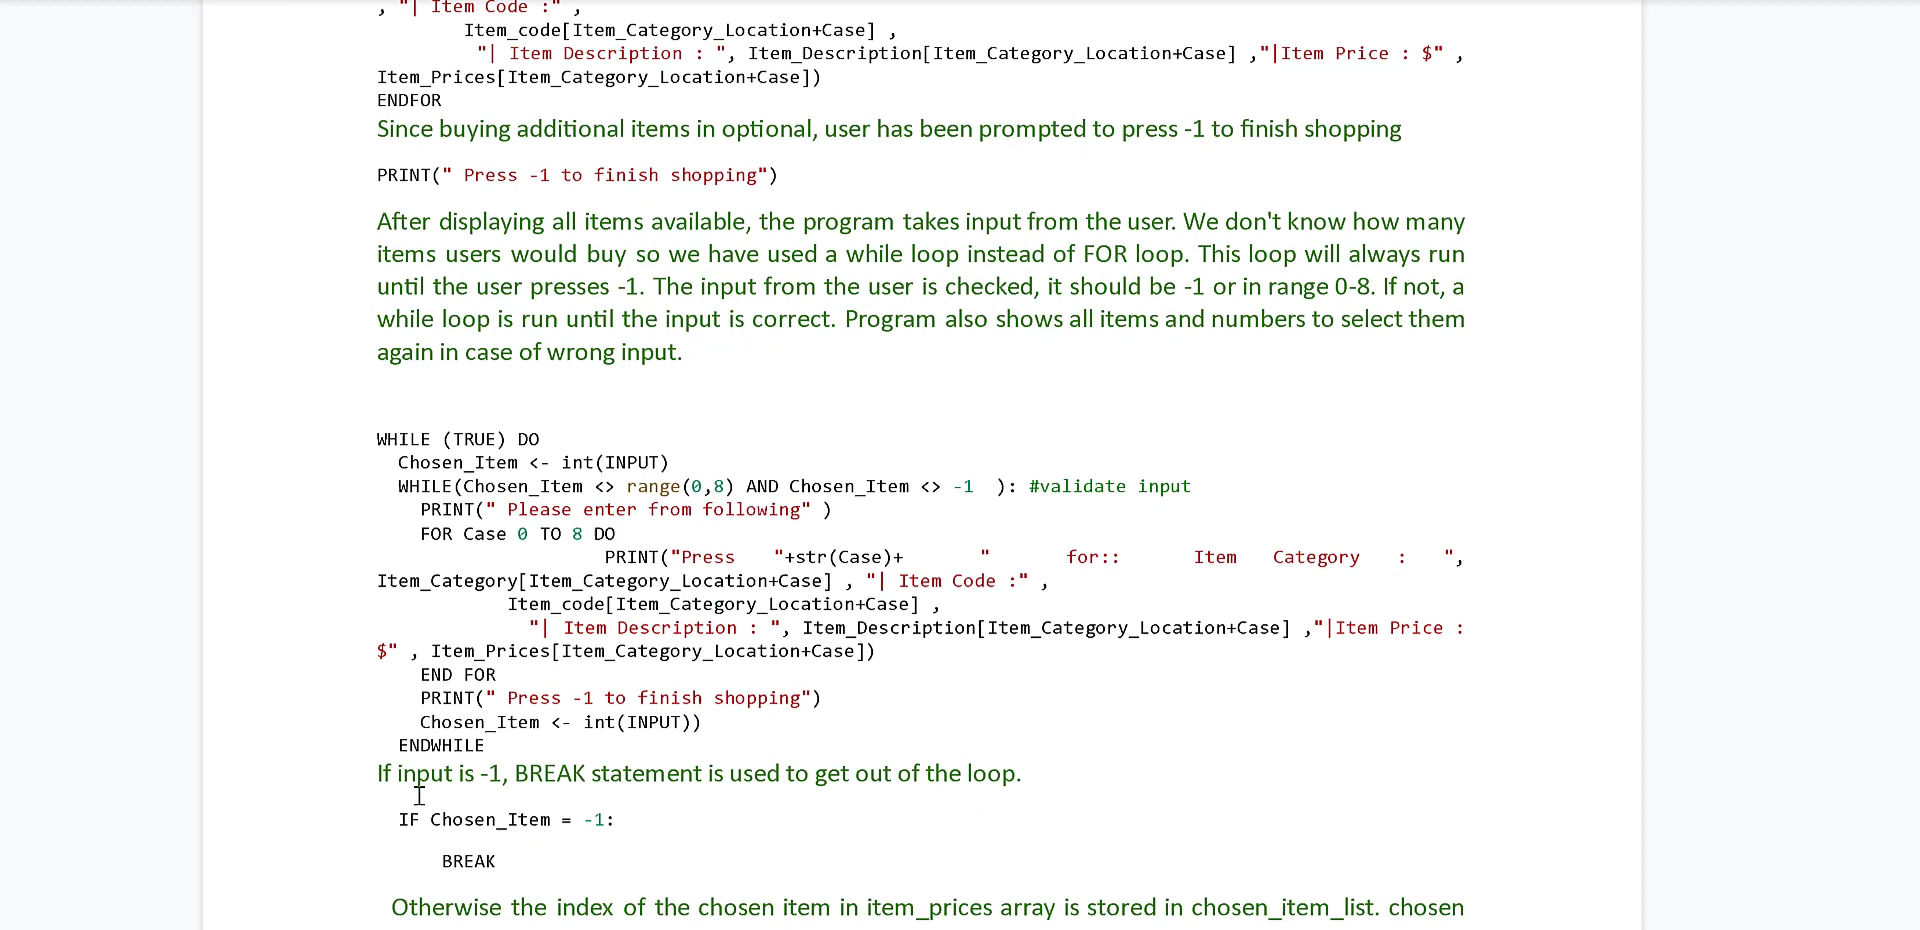 , "| Item Code :" ,
Item_code[Item_Category_Location+Case] ,
"| Item Description : ", Item_Description[Item_Category_Location+Case] ,"|Item Price : $" ,
Item_Prices[Item_Category_Location+Case])
ENDFOR
Since buying additional items in optional, user has been prompted to press -1 to finish shopping
PRINT(" Press -1 to finish shopping")
After displaying all items available, the program takes input from the user. We don't know how many
items users would buy so we have used a while loop instead of FOR loop. This loop will always run
until the user presses -1. The input from the user is checked, it should be -1 or in range 0-8. If not, a
while loop is run until the input is correct. Program also shows all items and numbers to select them
again in case of wrong input.
WHILE (TRUE) DO
Chosen_Item <- int(INPUT)
WHILE(Chosen_Item <> range(0,8) AND Chosen_Item <> -1 ): #validate input
PRINT(" Please enter from following" )
FOR Case 0 TO 8 DO
PRINT("Press "+str(Case)+ " for:: Item Category : ",
Item_Category[Item_Category_Location+Case] , "| Item Code :" ,
Item_code[Item_Category_Location+Case] ,
"| Item Description : ", Item_Description[Item_Category_Location+Case] ,"|Item Price :
$" , Item_Prices[Item_Category_Location+Case])
END FOR
PRINT(" Press -1 to finish shopping")
Chosen_Item <- int(INPUT))
ENDWHILE
If input is -1, BREAK statement is used to get out of the loop.
IF Chosen_Item = -1:
BREAK
Otherwise the index of the chosen item in item_prices array is stored in chosen_item_list. chosen